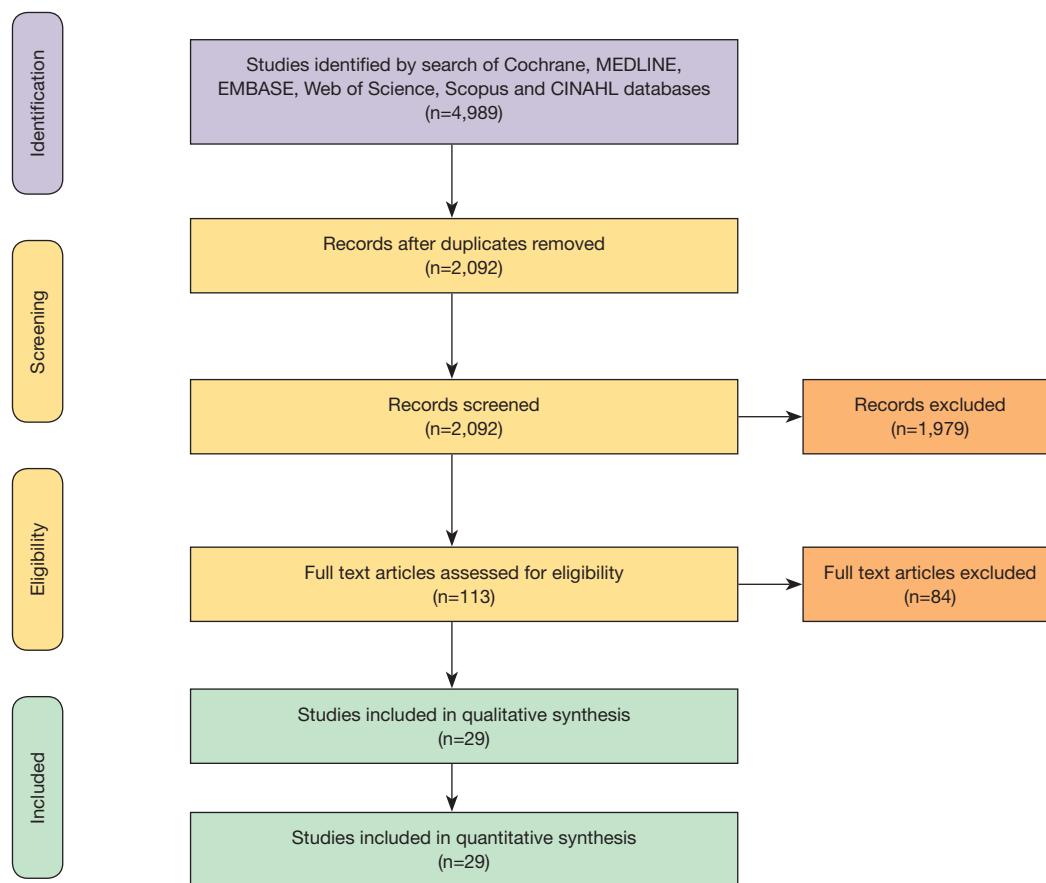 Identification
Studies identified by search of Cochrane, MEDLINE,
EMBASE, Web of Science, Scopus and CINAHL databases
(n=4,989)
Screening
Records after duplicates removed
(n=2,092)
Records screened
(n=2,092)
Records excluded
(n=1,979)
Eligibility
Full text articles assessed for eligibility
(n=113)
Full text articles excluded
(n=84)
Included
Studies included in qualitative synthesis
(n=29)
Studies included in quantitative synthesis
(n=29)